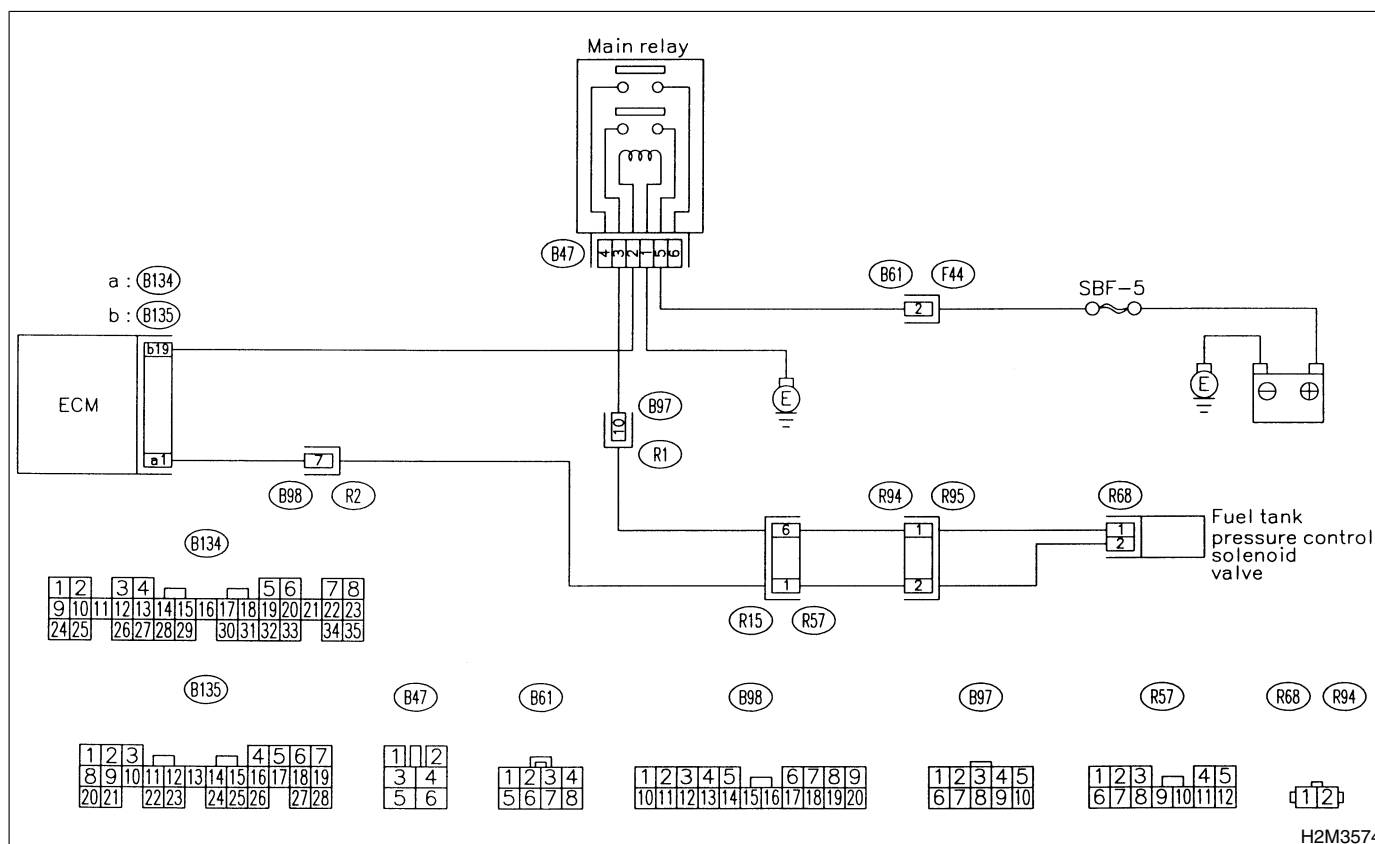 Main relay
B47
4 3 2 1 5 6
B61 F44
2
SBF-5
a : B134
b : B135
b19
ECM
a1
E
E
⊖ ⊕
B97
10
R1
7
B98 R2
R94 R95
R68
6
1
1
2
1
2
Fuel tank
pressure control
solenoid
valve
R15 R57
B134
1 2 3 4 5 6 7 8
9 10 11 12 13 14 15 16 17 18 19 20 21 22 23
24 25 26 27 28 29 30 31 32 33 34 35
B135
1 2 3 4 5 6 7
8 9 10 11 12 13 14 15 16 17 18 19
20 21 22 23 24 25 26 27 28
B47
1 2
3 4
5 6
B61
1 2 3 4
5 6 7 8
B98
1 2 3 4 5 6 7 8 9
10 11 12 13 14 15 16 17 18 19 20
B97
1 2 3 4 5
6 7 8 9 10
R57
1 2 3 4 5
6 7 8 9 10 11 12
R68 R94
1 2
H2M3574